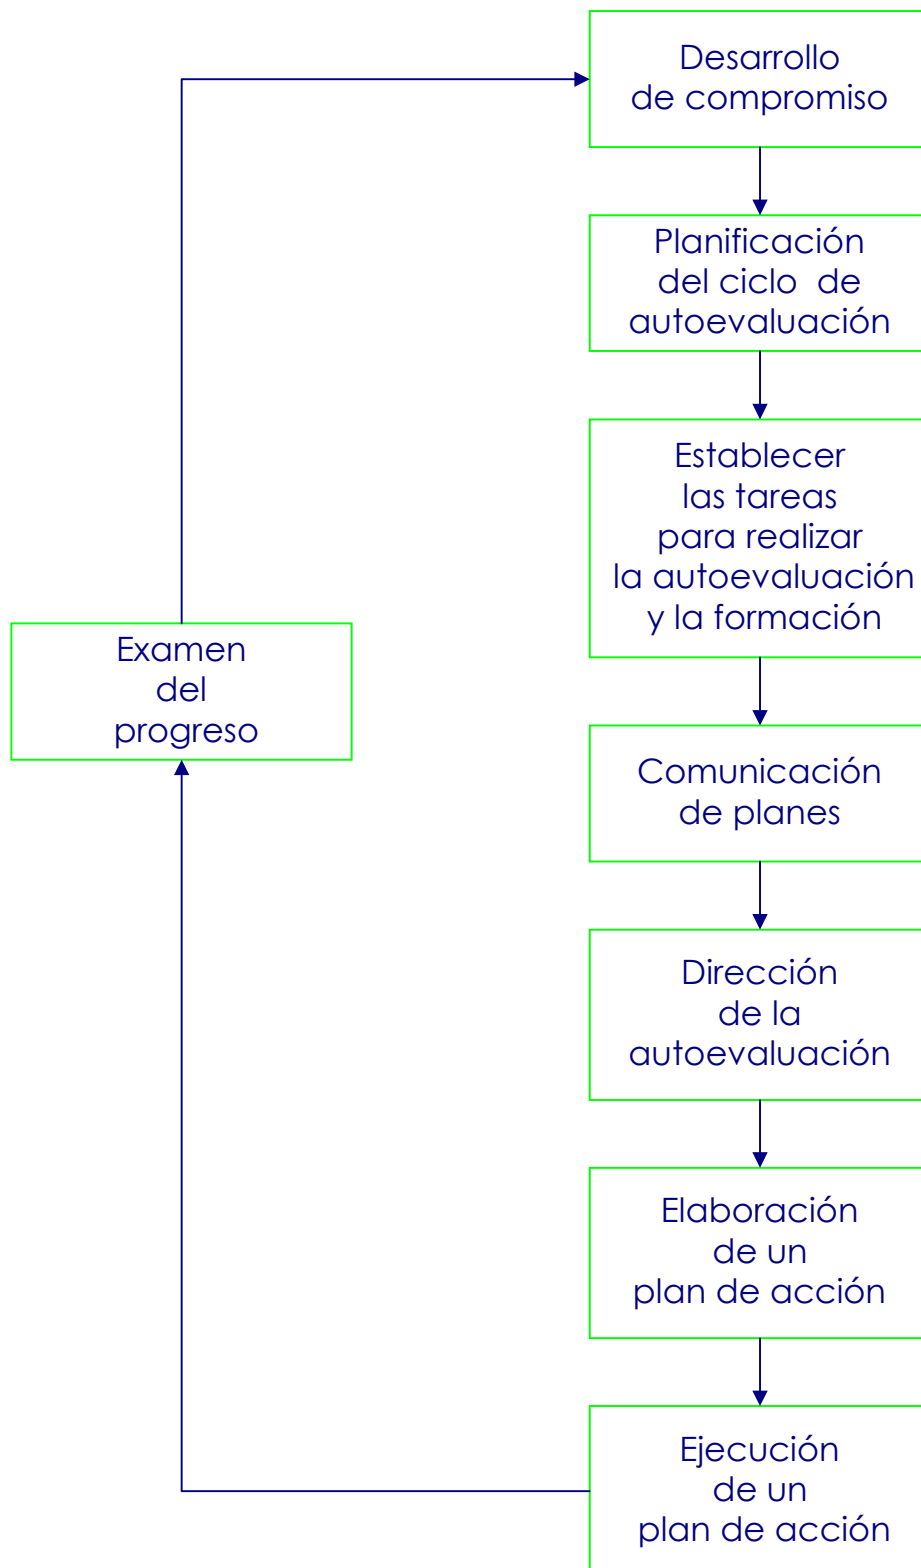 Desarrollo
de compromiso
Planificación
del ciclo de
autoevaluación
Establecer
las tareas
para realizar
la autoevaluación
y la formación
Examen
del
progreso
Comunicación
de planes
Dirección
de la
autoevaluación
Elaboración
de un
plan de acción
Ejecución
de un
plan de acción